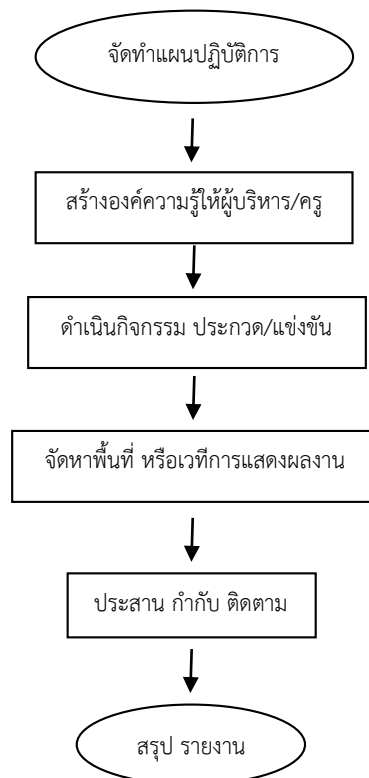 จัดทำแผนปฏิบัติการ
สร้างองค์ความรู้ให้ผู้บริหาร/ครู
ดำเนินกิจกรรม ประกวด/แข่งขัน
จัดหาพื้นที่ หรือเวทีการแสดงผลงาน
ประสาน กำกับ ติดตาม
สรุป รายงาน